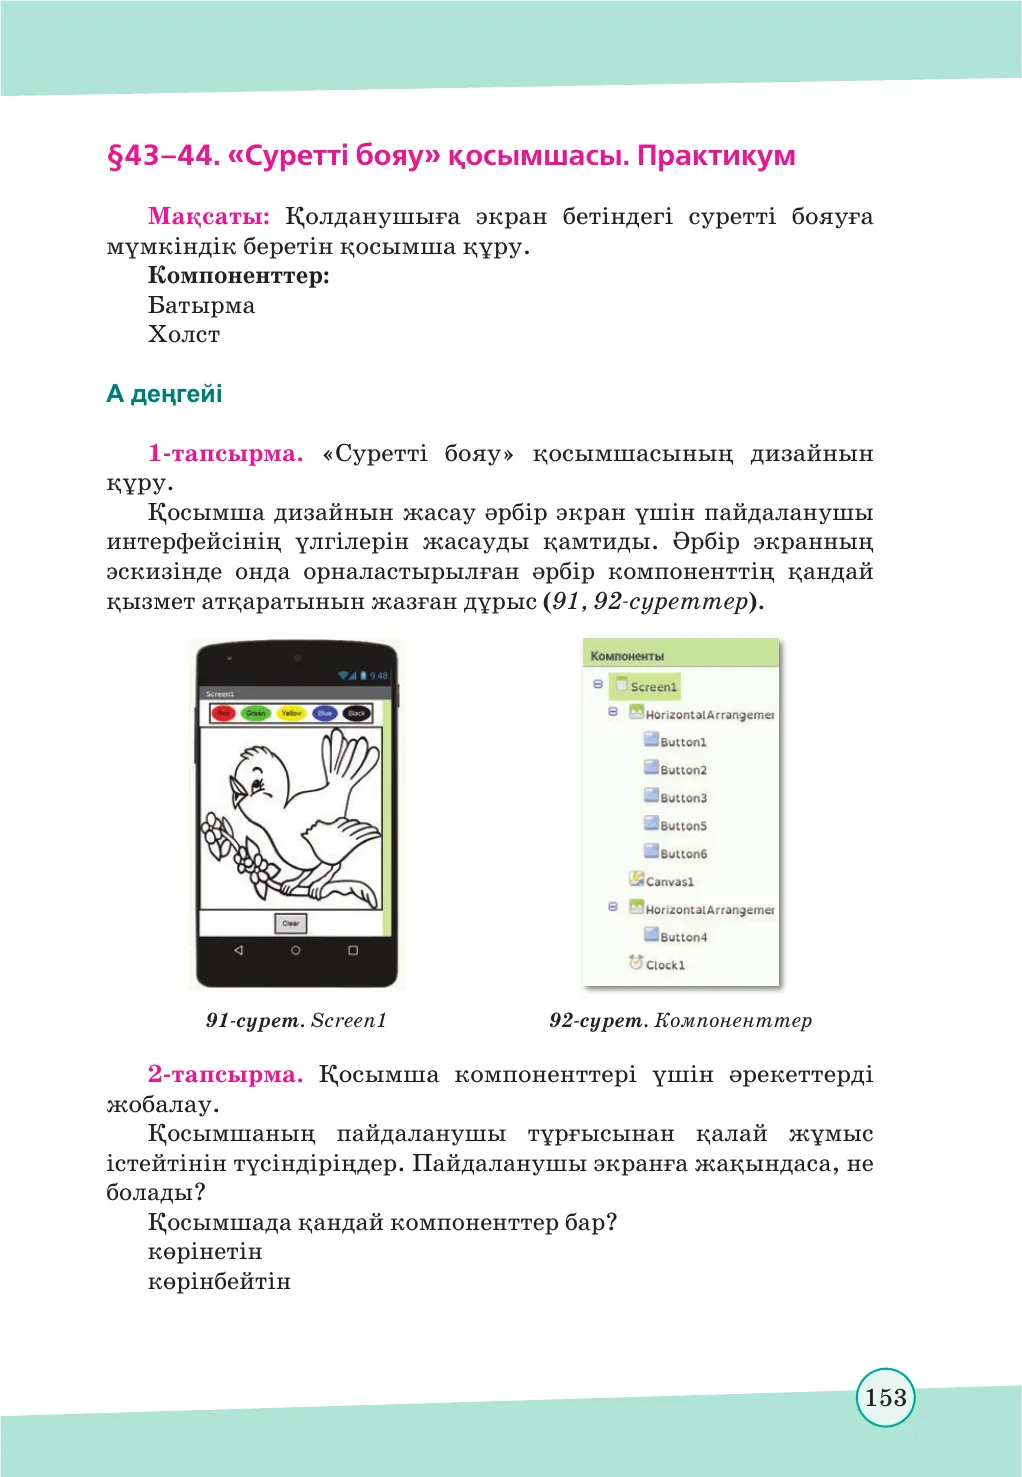 §43–44. «Суретті бояу» қосымшасы. Практикум
Мақсаты: Қолданушыға экран бетіндегі суретті бояуға
мүмкіндік беретін қосымша құру.
Компоненттер:
Батырма
Холст
А деңгейі
1-тапсырма. «Суретті бояу» қосымшасының дизайнын
құру.
Қосымша дизайнын жасау әрбір экран үшін пайдаланушы
интерфейсінің үлгілерін жасауды қамтиды. Әрбір экранның
эскизінде онда орналастырылған әрбір компоненттің қандай
қызмет атқаратынын жазған дұрыс (91, 92-суреттер).
9:48
Screen1
Red Green Yellow Blue Black
Clear
Компоненты
Screen1
HorizontalArrangemer
Button1
Button2
Button3
Button5
Button6
Canvas1
HorizontalArrangemer
Button4
Clock1
91-сурет. Screen1
92-сурет. Компоненттер
2-тапсырма. Қосымша компоненттері үшін әрекеттерді
жобалау.
Қосымшаның пайдаланушы тұрғысынан қалай жұмыс
істейтінін түсіндіріңдер. Пайдаланушы экранға жақындаса, не
болады?
Қосымшада қандай компоненттер бар?
көрінетін
көрінбейтін
153